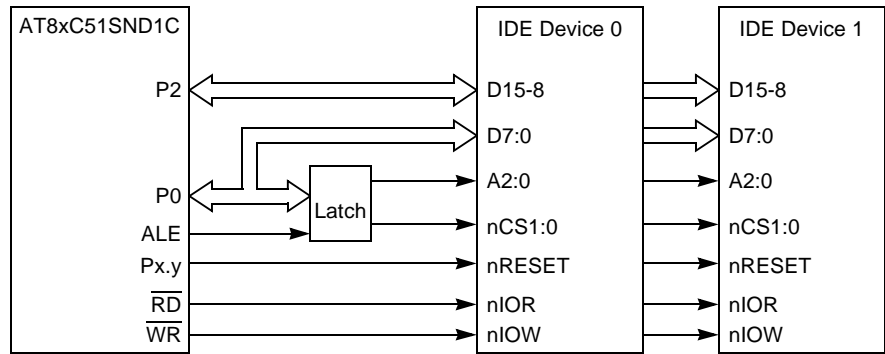 AT8xC51SND1C
P2
P0
ALE
Px.y
RD
WR
Latch
IDE Device 0
D15-8
D7:0
A2:0
nCS1:0
nRESET
nIOR
nIOW
IDE Device 1
D15-8
D7:0
A2:0
nCS1:0
nRESET
nIOR
nIOW